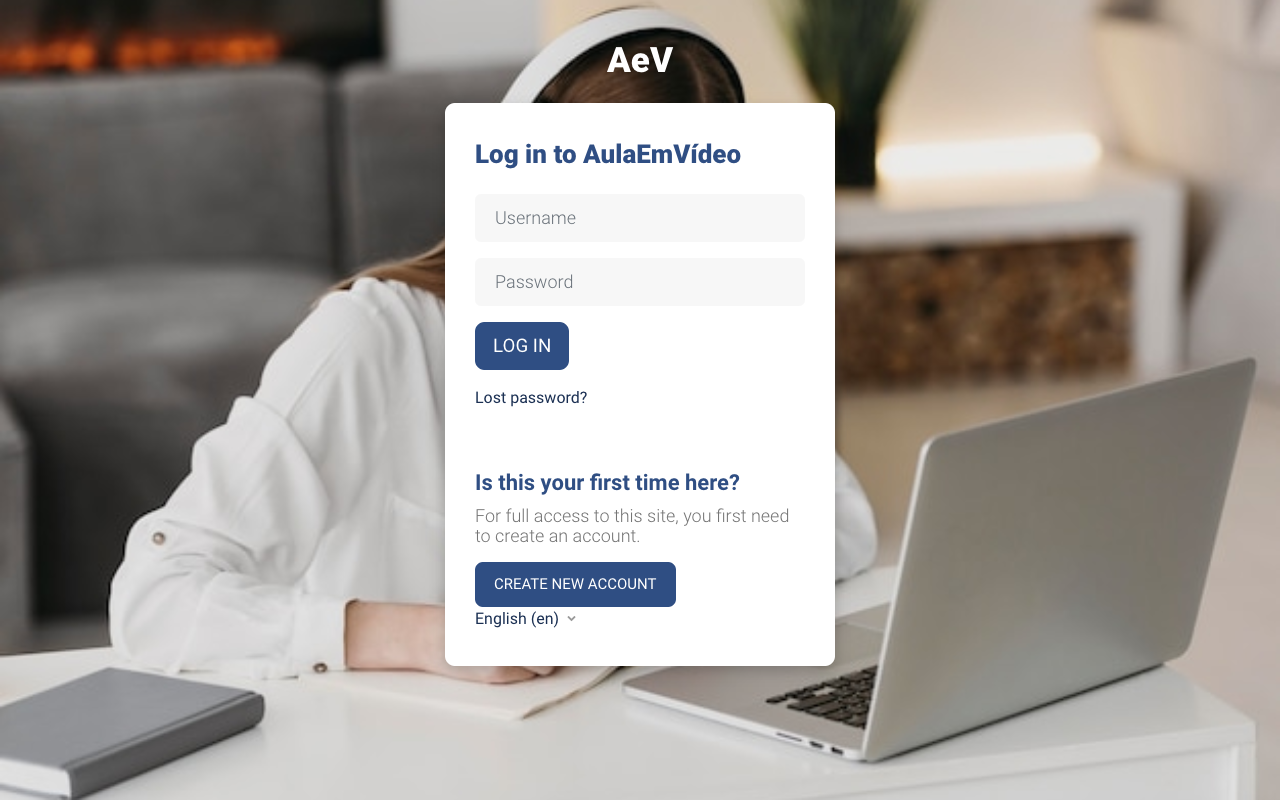 AeV
Log in to AulaEmVídeo
Username
Password
LOG IN
Lost password?
Is this your first time here?
For full access to this site, you first need
to create an account.
CREATE NEW ACCOUNT
English (en)